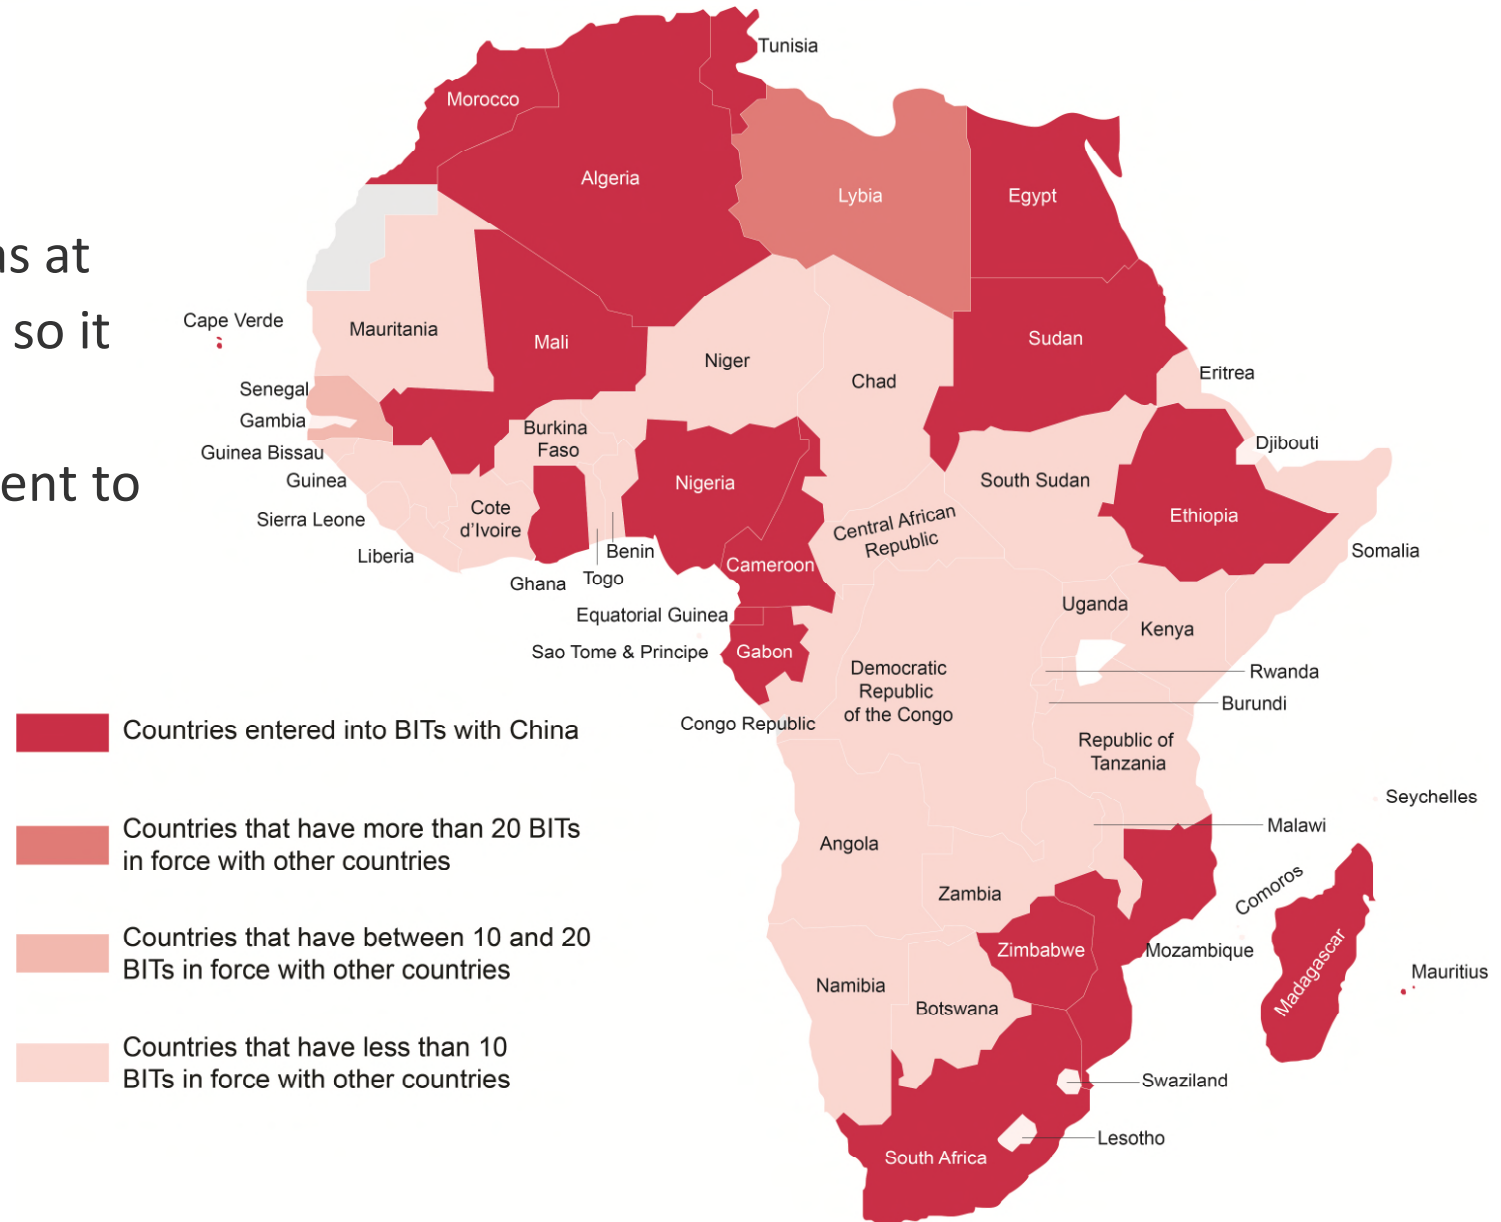 as at
so it
ent to
Tunisia
Morocco
Algeria
Lybia
Egypt
Cape Verde
Mauritania
Mali
Niger
Chad
Sudan
Eritrea
Senegal
Gambia
Guinea Bissau
Guinea
Sierra Leone
Liberia
Burkina
Faso
Cote
d'Ivoire
Ghana
Togo
Benin
Nigeria
Cameroon
Central African
Republic
South Sudan
Djibouti
Ethiopia
Somalia
Equatorial Guinea
Sao Tome & Principe
Gabon
Congo Republic
Democratic
Republic
of the Congo
Uganda
Kenya
Rwanda
Burundi
Republic of
Tanzania
Seychelles
Malawi
Angola
Zambia
Comoros
Mozambique
Zimbabwe
Madagascar
Mauritius
Namibia
Botswana
Swaziland
Lesotho
South Africa
Countries entered into BITs with China
Countries that have more than 20 BITs
in force with other countries
Countries that have between 10 and 20
BITs in force with other countries
Countries that have less than 10
BITs in force with other countries